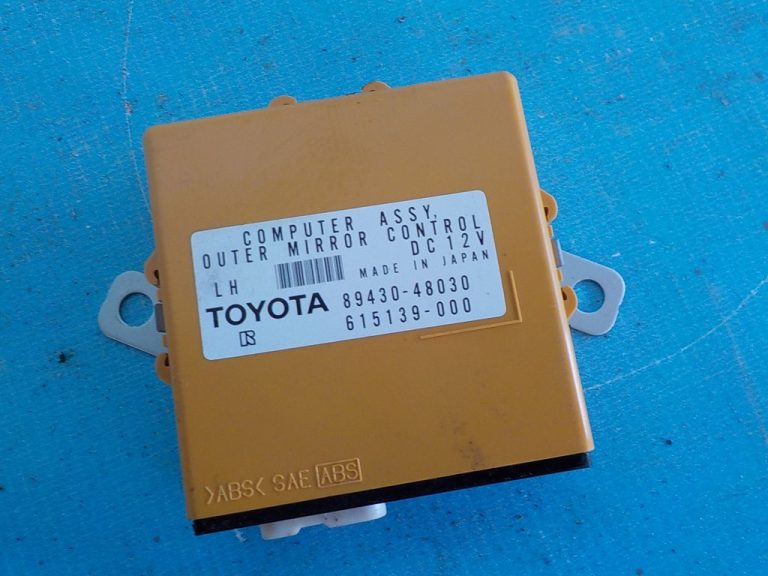 COMPUTER ASSY,
OUTER MIRROR CONTROL
LH DC12V
MADE IN JAPAN
TOYOTA 89430-48030
615139-000
R
>ABS< SAE ABS